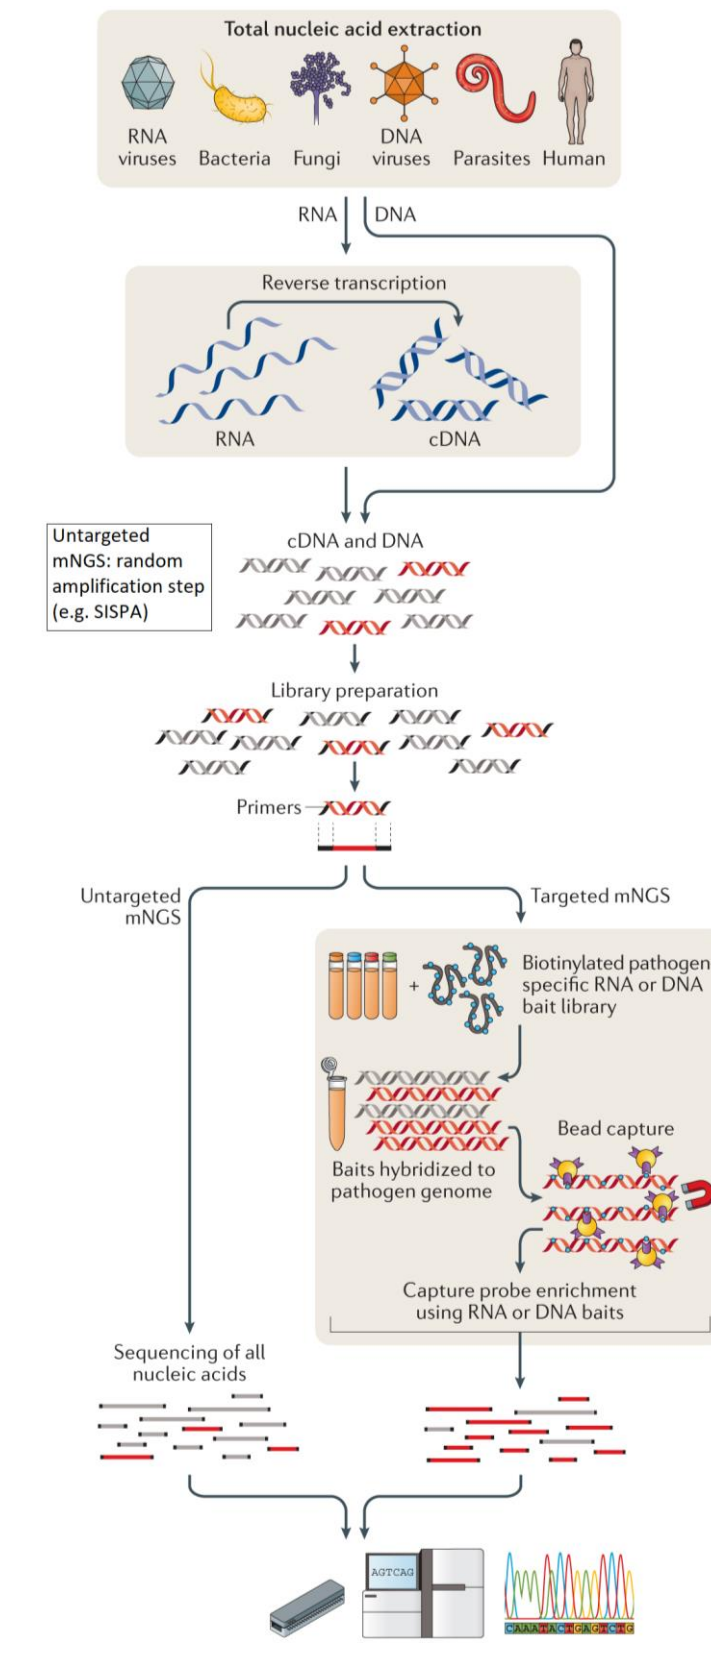 Total nucleic acid extraction
RNA
viruses
Bacteria
Fungi
DNA
viruses
Parasites
Human
RNA
DNA
Reverse transcription
RNA
cDNA
Untargeted
mNGS: random
amplification step
(e.g. SISPA)
cDNA and DNA
Library preparation
Primers
Untargeted
mNGS
Targeted mNGS
+
Biotinylated pathogen
specific RNA or DNA
bait library
Bead capture
Baits hybridized to
pathogen genome
Capture probe enrichment
using RNA or DNA baits
Sequencing of all
nucleic acids
AGTCAG
CAAATACTGAGTCTG